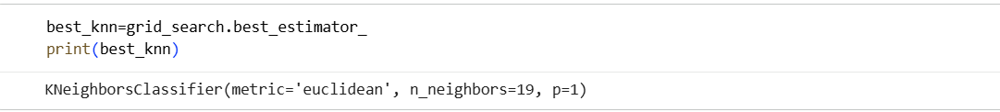 best_knn=grid_search.best_estimator_
print(best_knn)
KNeighborsClassifier(metric='euclidean', n_neighbors=19, p=1)